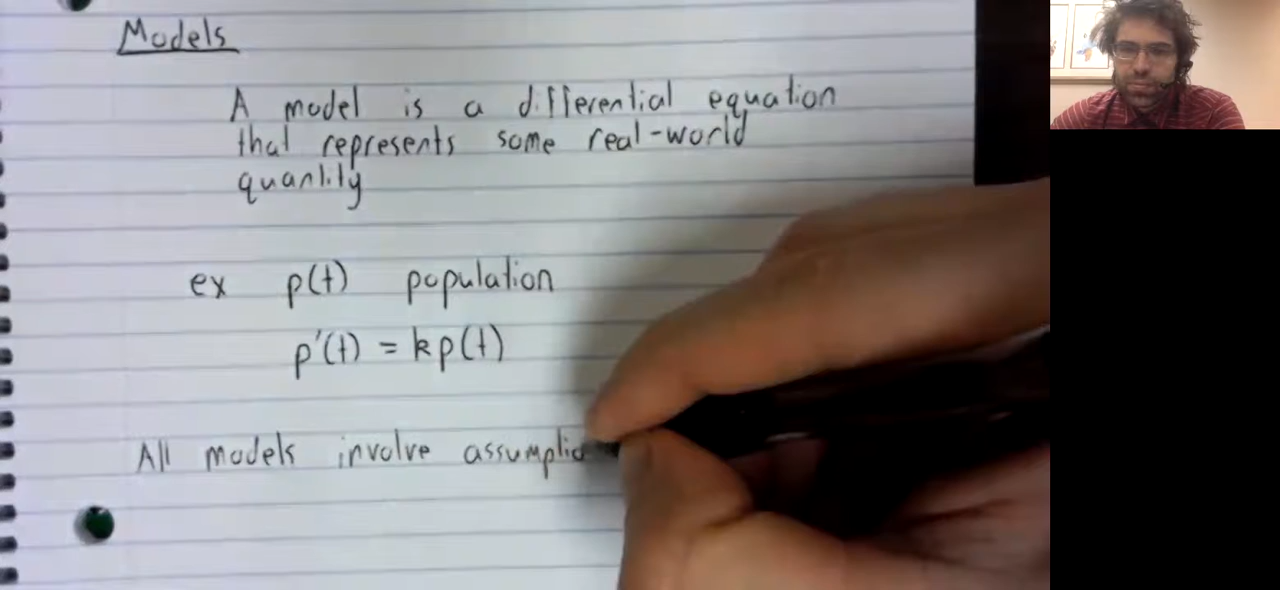 Models
A model is a differential equation
that represents some real-world
quantity
ex p(t) population
p'(t) = kp(t)
All models involve